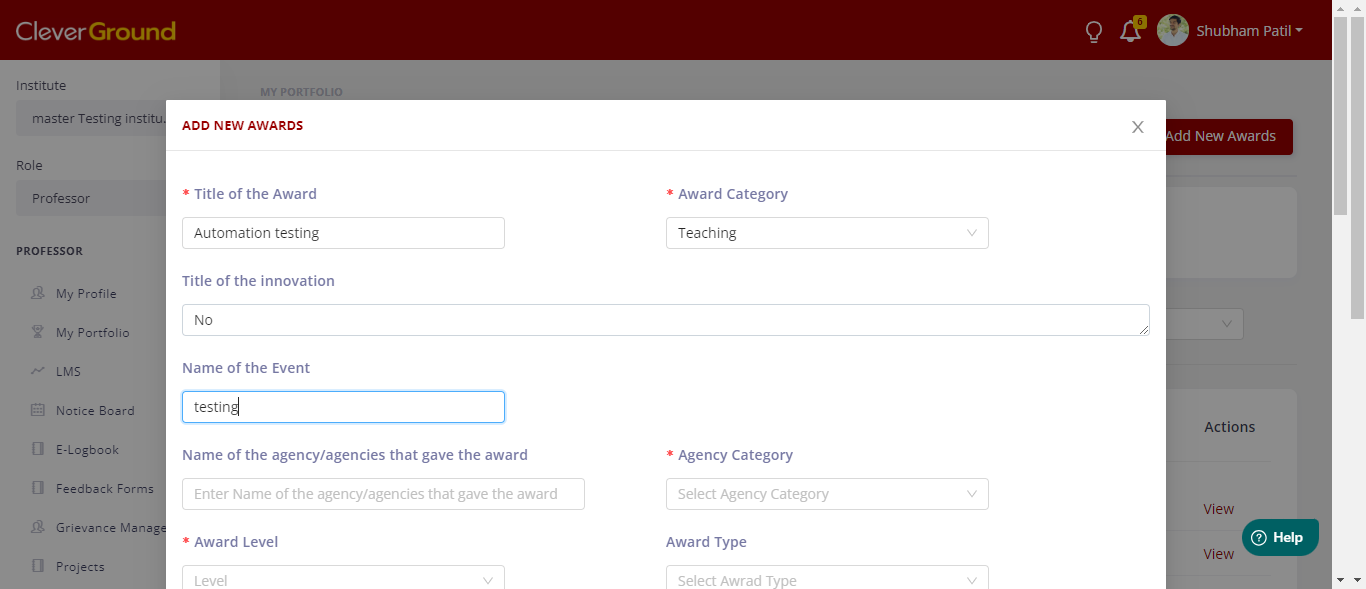 CleverGround
6
Shubham Patil
Institute
MY PORTFOLIO
master Testing institu.
ADD NEW AWARDS
Add New Awards
Role
Professor
* Title of the Award
* Award Category
Automation testing
Teaching
PROFESSOR
Title of the innovation
My Profile
No
My Portfolio
Name of the Event
LMS
testing
Notice Board
Actions
E-Logbook
Name of the agency/agencies that gave the award
* Agency Category
Feedback Forms
Enter Name of the agency/agencies that gave the award
Select Agency Category
View
Grievance Manage
* Award Level
Award Type
? Help
View
Projects
Level
Select Awrad Type